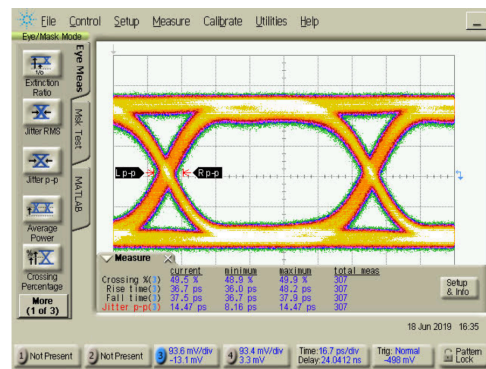 File Control Setup Measure Calibrate Utilities Help
Eye/Mask Mode
Eye Meas
Msk Test
MATLAB
Extinction
Ratio
Jitter RMS
Jitter p-p
Average
Power
Crossing
Percentage
More
(1 of 3)
L p-p
R p-p
Measure
current minimum maximum total meas
Crossing %(3) 49.5 % 48.9 % 49.9 % 307
Rise time(3) 36.7 ps 36.0 ps 48.2 ps 307
Fall time(3) 37.5 ps 36.7 ps 37.9 ps 307
Jitter p-p(3) 14.47 ps 8.16 ps 14.47 ps 307
Setup
& Info
18 Jun 2019 16:35
1 Not Present
2 Not Present
3 93.6 mV/div
-13.1 mV
4 93.4 mV/div
3.3 mV
Time:16.7 ps/div
Delay:24.0412 ns
Trig: Normal
-498 mV
Pattern
Lock